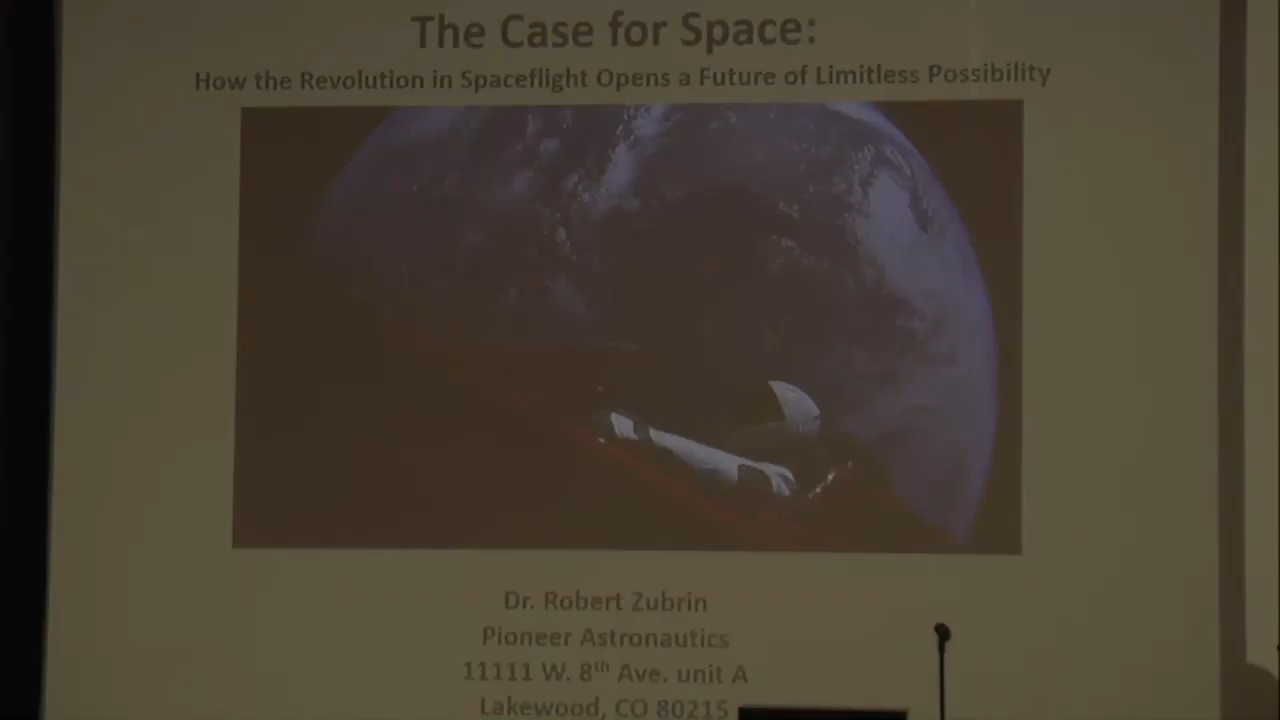 The Case for Space:
How the Revolution in Spaceflight Opens a Future of Limitless Possibility
Dr. Robert Zubrin
Pioneer Astronautics
11111 W. 8th Ave. unit A
Lakewood, CO 80215